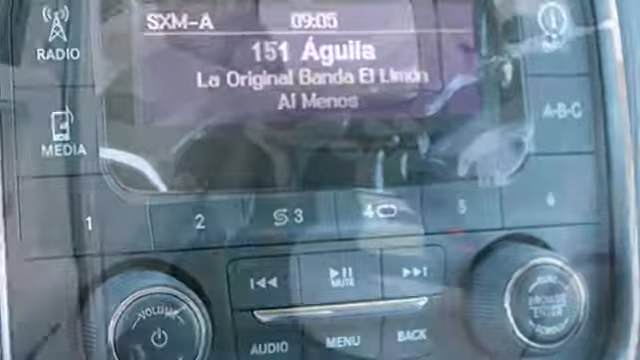 SXM-A 09:05
RADIO
151 Águila
La Original Banda El Limón
Al Menos
A-B-C
MEDIA
1 2 3 4 5 6
VOLUME
MUTE
BROWSE
ENTER
AUDIO MENU BACK